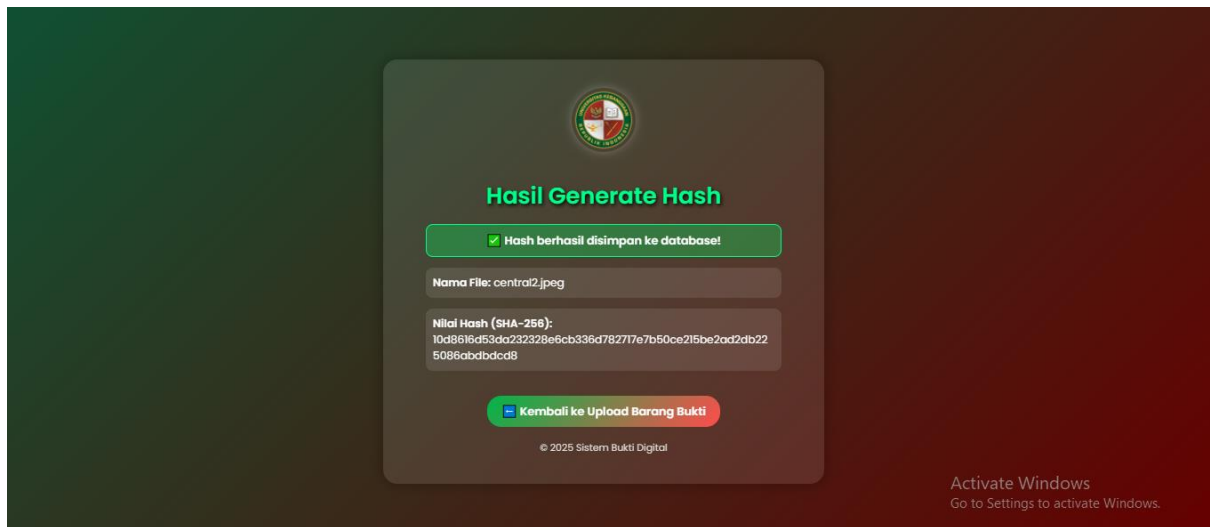 Hasil Generate Hash
✅ Hash berhasil disimpan ke database!
Nama File: central2.jpeg
Nilai Hash (SHA-256):
10d8616d53da232328e6cb336d782717e7b50ce215be2ad2db22
5086abdbdcd8
⬅ Kembali ke Upload Barang Bukti
© 2025 Sistem Bukti Digital
Activate Windows
Go to Settings to activate Windows.